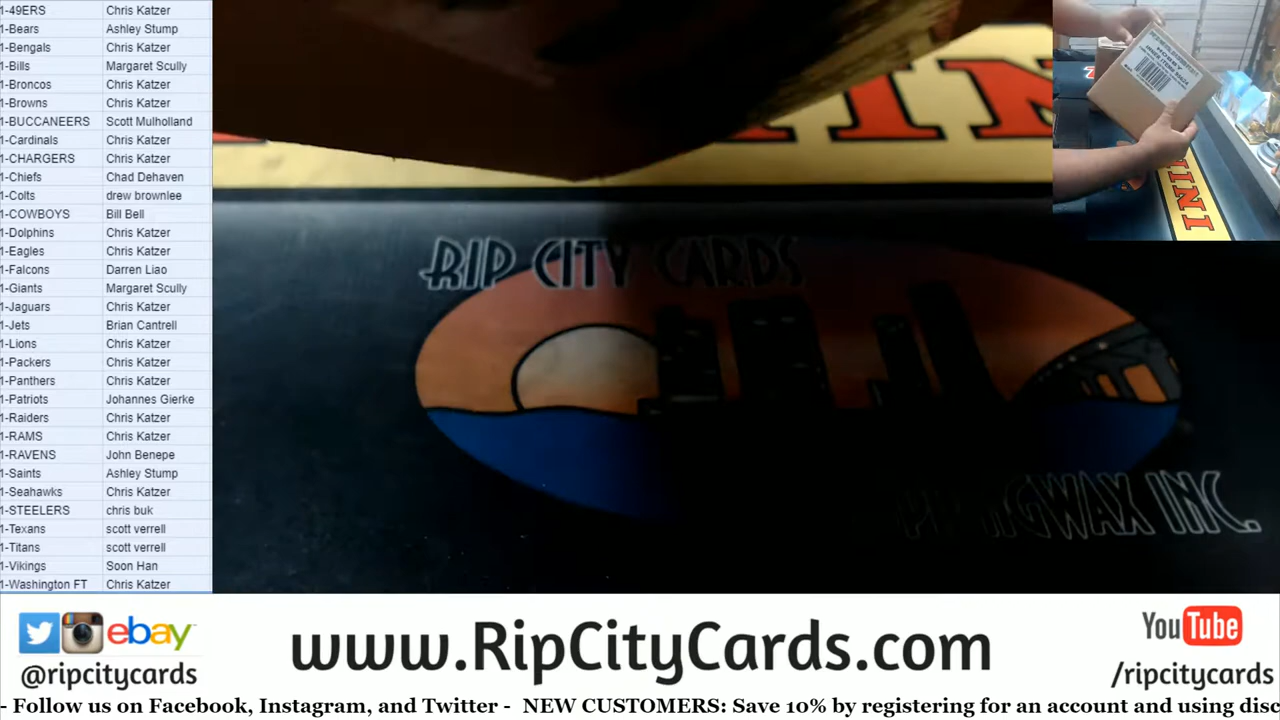 1-49ERS Chris Katzer
1-Bears Ashley Stump
1-Bengals Chris Katzer
1-Bills Margaret Scully
1-Broncos Chris Katzer
1-Browns Chris Katzer
1-BUCCANEERS Scott Mulholland
1-Cardinals Chris Katzer
1-CHARGERS Chris Katzer
1-Chiefs Chad Dehaven
1-Colts drew brownlee
1-COWBOYS Bill Bell
1-Dolphins Chris Katzer
1-Eagles Chris Katzer
1-Falcons Darren Liao
1-Giants Margaret Scully
1-Jaguars Chris Katzer
1-Jets Brian Cantrell
1-Lions Chris Katzer
1-Packers Chris Katzer
1-Panthers Chris Katzer
1-Patriots Johannes Gierke
1-Raiders Chris Katzer
1-RAMS Chris Katzer
1-RAVENS John Benepe
1-Saints Ashley Stump
1-Seahawks Chris Katzer
1-STEELERS chris buk
1-Texans scott verrell
1-Titans scott verrell
1-Vikings Soon Han
1-Washington FT Chris Katzer
INI
HOBBY
INI
RIP CITY CARDS
INC.
ebay
@ripcitycards
www.RipCityCards.com
YouTube
/ripcitycards
- Follow us on Facebook, Instagram, and Twitter - NEW CUSTOMERS: Save 10% by registering for an account and using disc